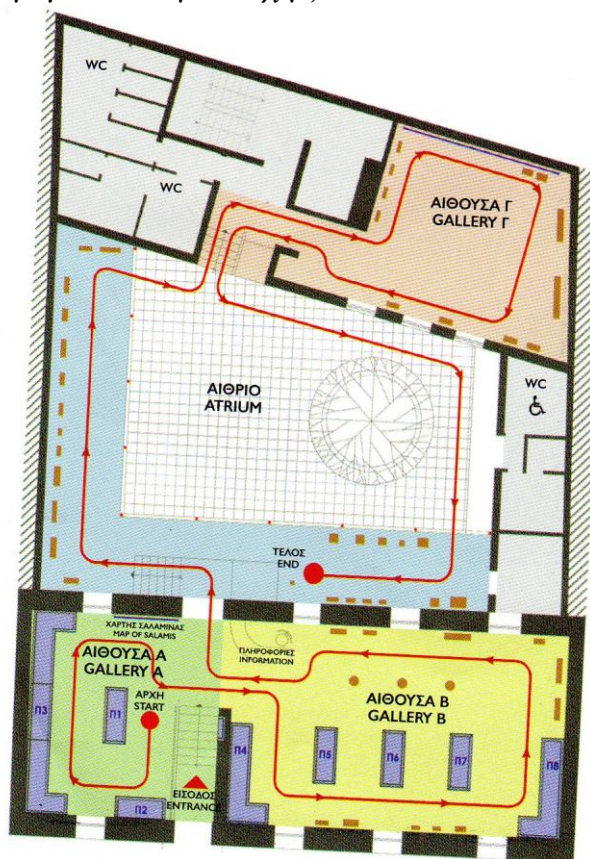 WC
WC
ΑΙΘΟΥΣΑ Γ
GALLERY Γ
ΑΙΘΡΙΟ
ATRIUM
WC
ΤΕΛΟΣ
END
ΧΑΡΤΗΣ ΣΑΛΑΜΙΝΑΣ
MAP OF SALAMIS
ΠΛΗΡΟΦΟΡΙΕΣ
INFORMATION
ΑΙΘΟΥΣΑ Α
GALLERY A
ΑΡΧΗ
START
ΑΙΘΟΥΣΑ Β
GALLERY B
Π3
Π1
Π2
Π4
Π5
Π6
Π7
Π8
ΕΙΣΟΔΟΣ
ENTRANCE